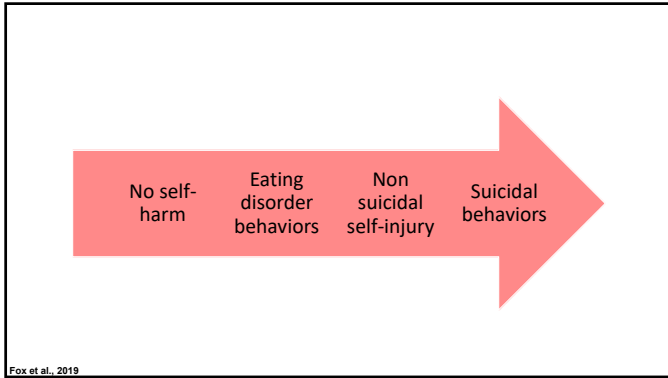 No self-
harm
Eating
disorder
behaviors
Non
suicidal
self-injury
Suicidal
behaviors
Fox et al., 2019